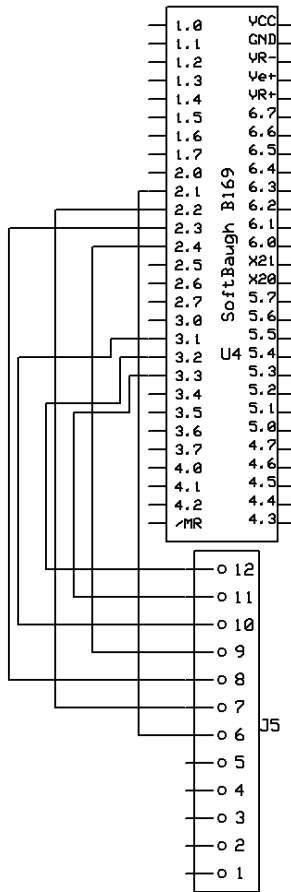 1.0 VCC
1.1 GND
1.2 VR-
1.3 Ve+
1.4 VR+
1.5 6.7
1.6 6.6
1.7 6.5
2.0 6.4
2.1 6.3
2.2 6.2
2.3 6.1
2.4 6.0
2.5 X21
2.6 X20
2.7 5.7
3.0 5.6
3.1 5.5
3.2 5.4
3.3 5.3
3.4 5.2
3.5 5.1
3.6 5.0
3.7 4.7
4.0 4.6
4.1 4.5
4.2 4.4
/MR 4.3
SoftBaugh B169
U4
12
11
10
9
8
7
6
J5
5
4
3
2
1